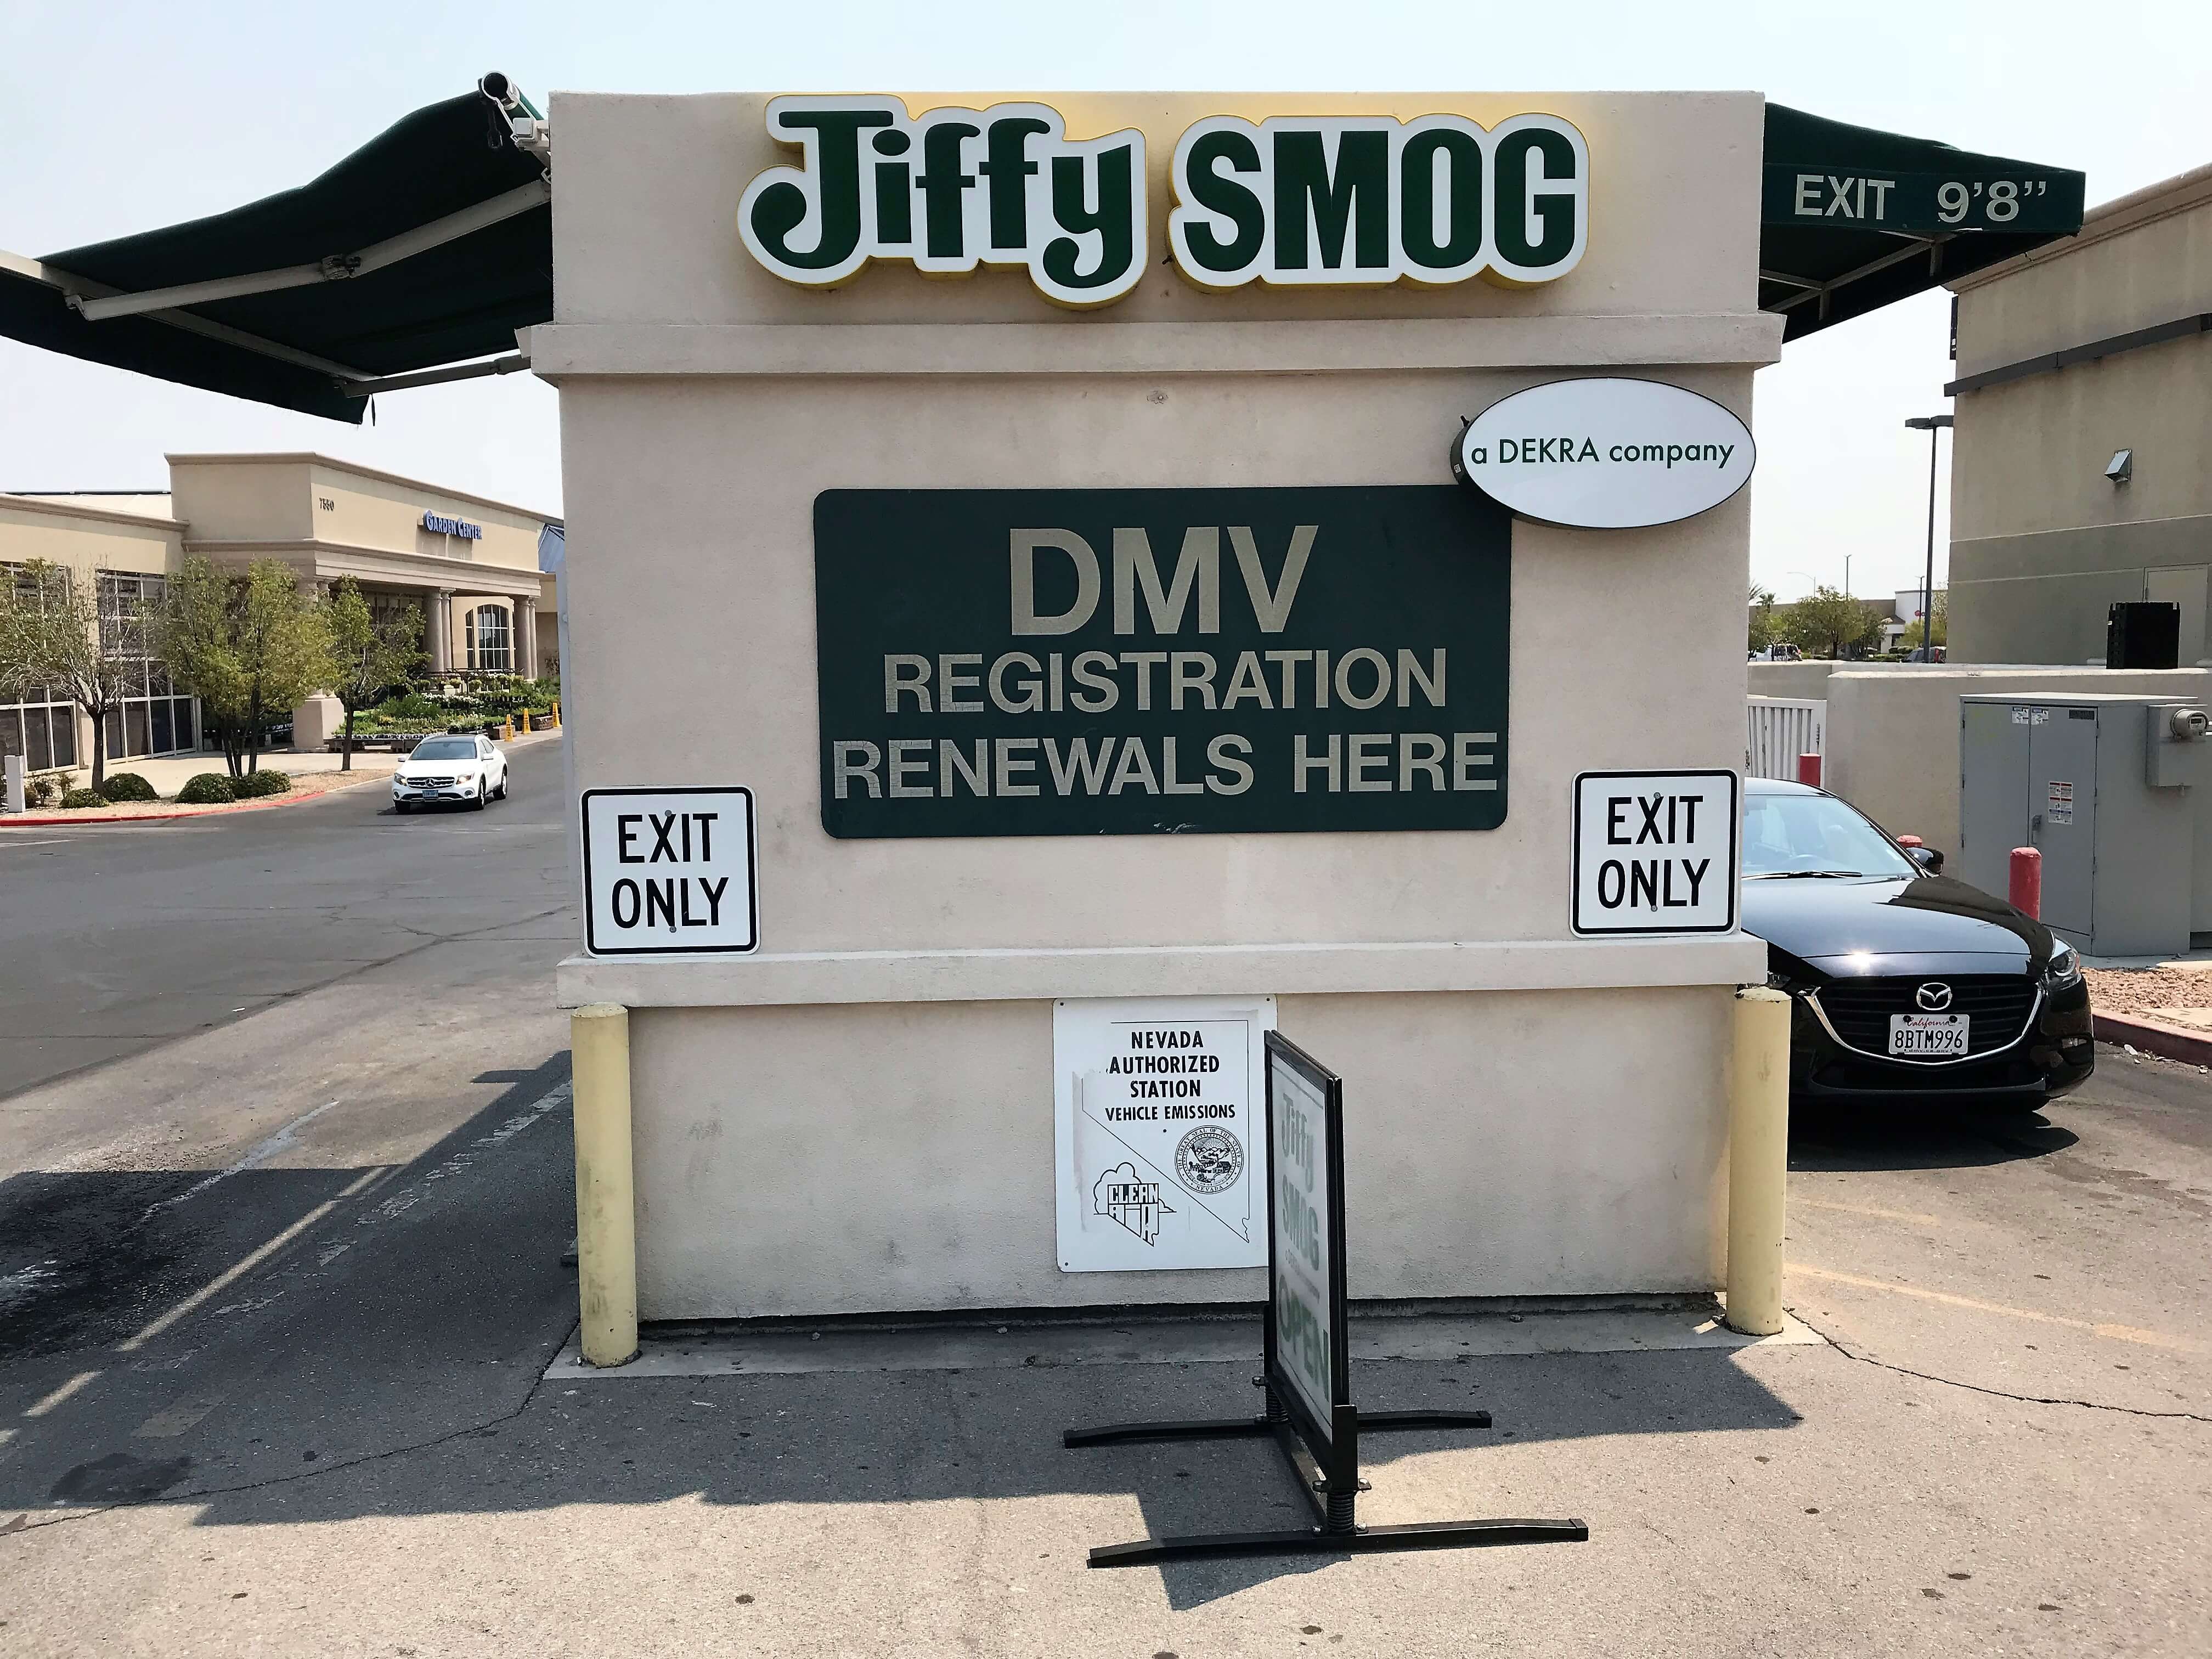 Jiffy SMOG
EXIT 9'8"
a DEKRA company
DMV
REGISTRATION
RENEWALS HERE
7550
GARDEN CENTER
EXIT
ONLY
EXIT
ONLY
California
8BTM996
NEVADA
AUTHORIZED
STATION
VEHICLE EMISSIONS
CLEAN
AIR
Jiffy
SMOG
OPEN